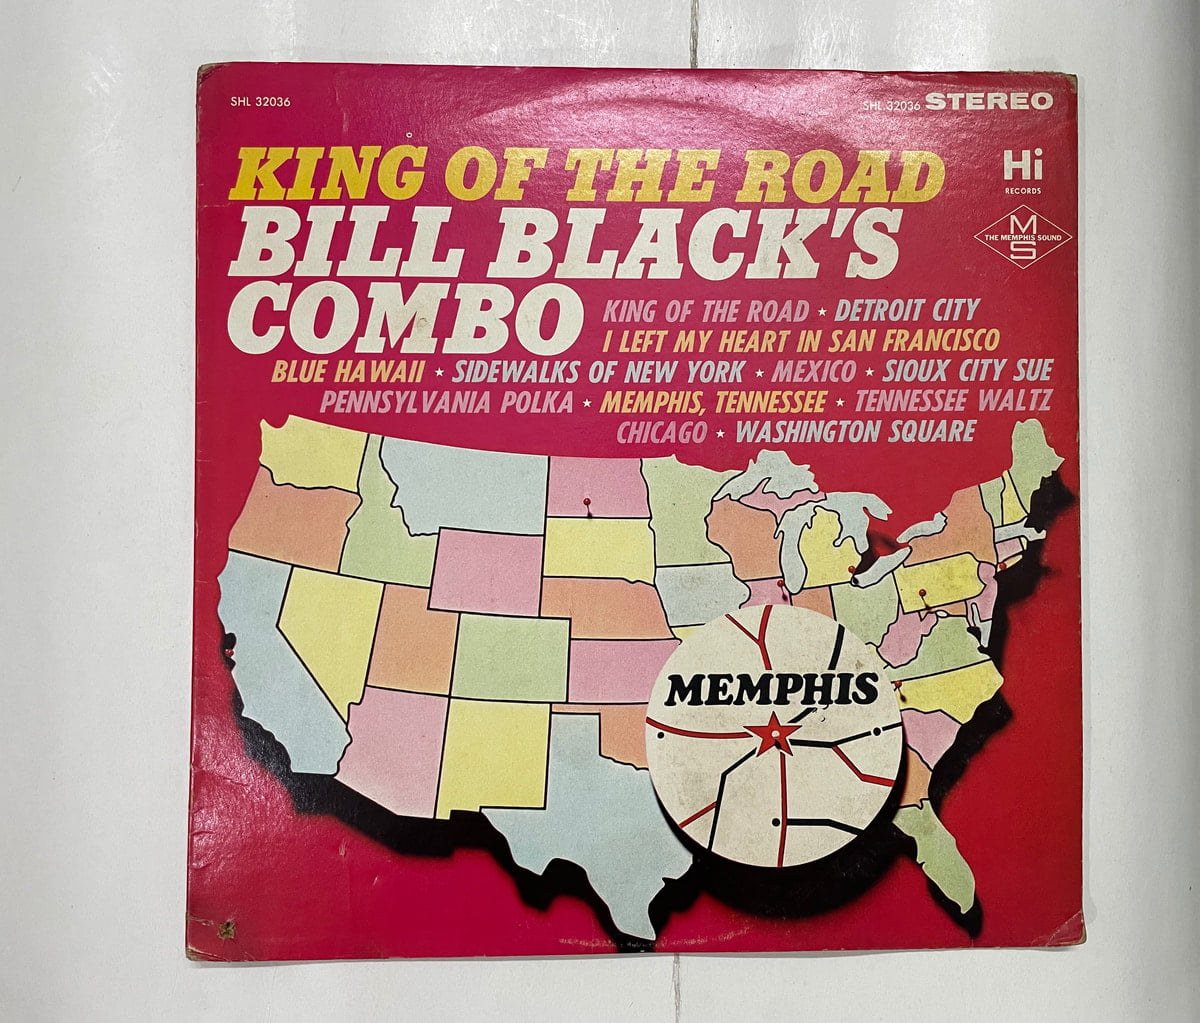 SHL 32036
SHL 32036 STEREO
KING OF THE ROAD
Hi
RECORDS
BILL BLACK'S
M
THE MEMPHIS SOUND
S
COMBO
KING OF THE ROAD ★ DETROIT CITY
I LEFT MY HEART IN SAN FRANCISCO
BLUE HAWAII ★ SIDEWALKS OF NEW YORK ★ MEXICO ★ SIOUX CITY SUE
PENNSYLVANIA POLKA ★ MEMPHIS, TENNESSEE ★ TENNESSEE WALTZ
CHICAGO ★ WASHINGTON SQUARE
MEMPHIS